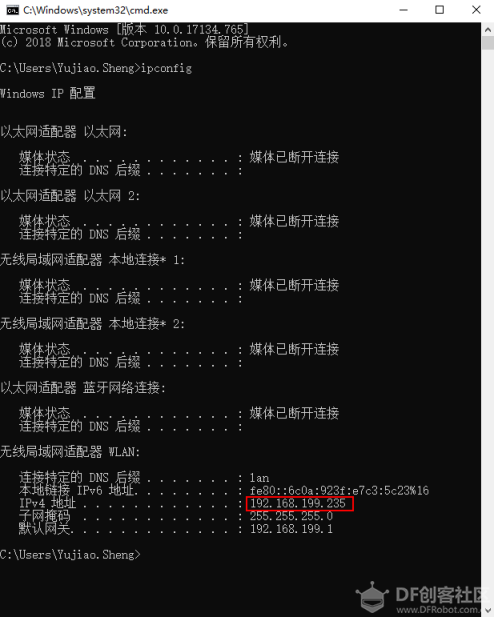 C:\Windows\system32\cmd.exe
Microsoft Windows [版本 10.0.17134.765]
(c) 2018 Microsoft Corporation。保留所有权利。
C:\Users\Yujiao.Sheng>ipconfig
Windows IP 配置
以太网适配器 以太网:
媒体状态 . . . . . . . . . . . . : 媒体已断开连接
连接特定的 DNS 后缀 . . . . . . . :
以太网适配器 以太网 2:
媒体状态 . . . . . . . . . . . . : 媒体已断开连接
连接特定的 DNS 后缀 . . . . . . . :
无线局域网适配器 本地连接* 1:
媒体状态 . . . . . . . . . . . . : 媒体已断开连接
连接特定的 DNS 后缀 . . . . . . . :
无线局域网适配器 本地连接* 2:
媒体状态 . . . . . . . . . . . . : 媒体已断开连接
连接特定的 DNS 后缀 . . . . . . . :
以太网适配器 蓝牙网络连接:
媒体状态 . . . . . . . . . . . . : 媒体已断开连接
连接特定的 DNS 后缀 . . . . . . . :
无线局域网适配器 WLAN:
连接特定的 DNS 后缀 . . . . . . . : lan
本地链接 IPv6 地址. . . . . . . . : fe80::6c0a:923f:e7c3:5c23%16
IPv4 地址 . . . . . . . . . . . . : 192.168.199.235
子网掩码 . . . . . . . . . . . . : 255.255.255.0
默认网关. . . . . . . . . . . . . : 192.168.199.1
C:\Users\Yujiao.Sheng>
DF创客社区
www.DFRobot.com